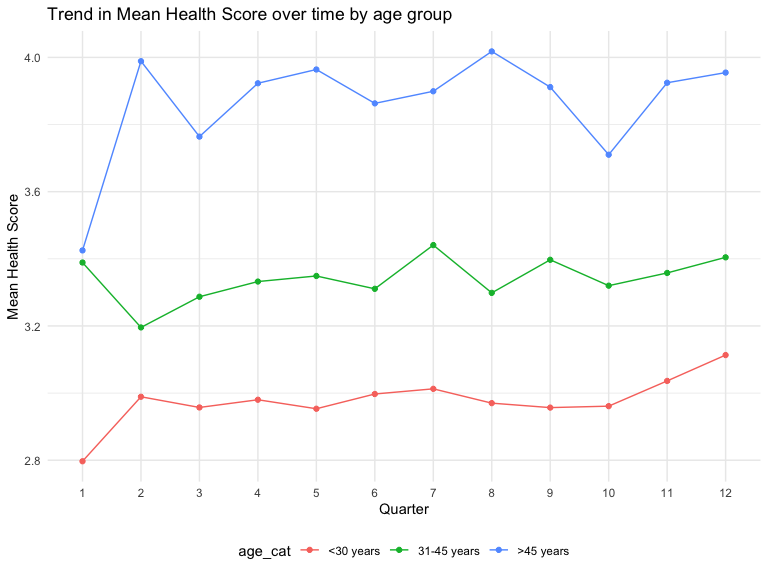 Trend in Mean Health Score over time by age group
Mean Health Score
4.0
3.6
3.2
2.8
1 2 3 4 5 6 7 8 9 10 11 12
Quarter
age_cat <30 years 31-45 years >45 years